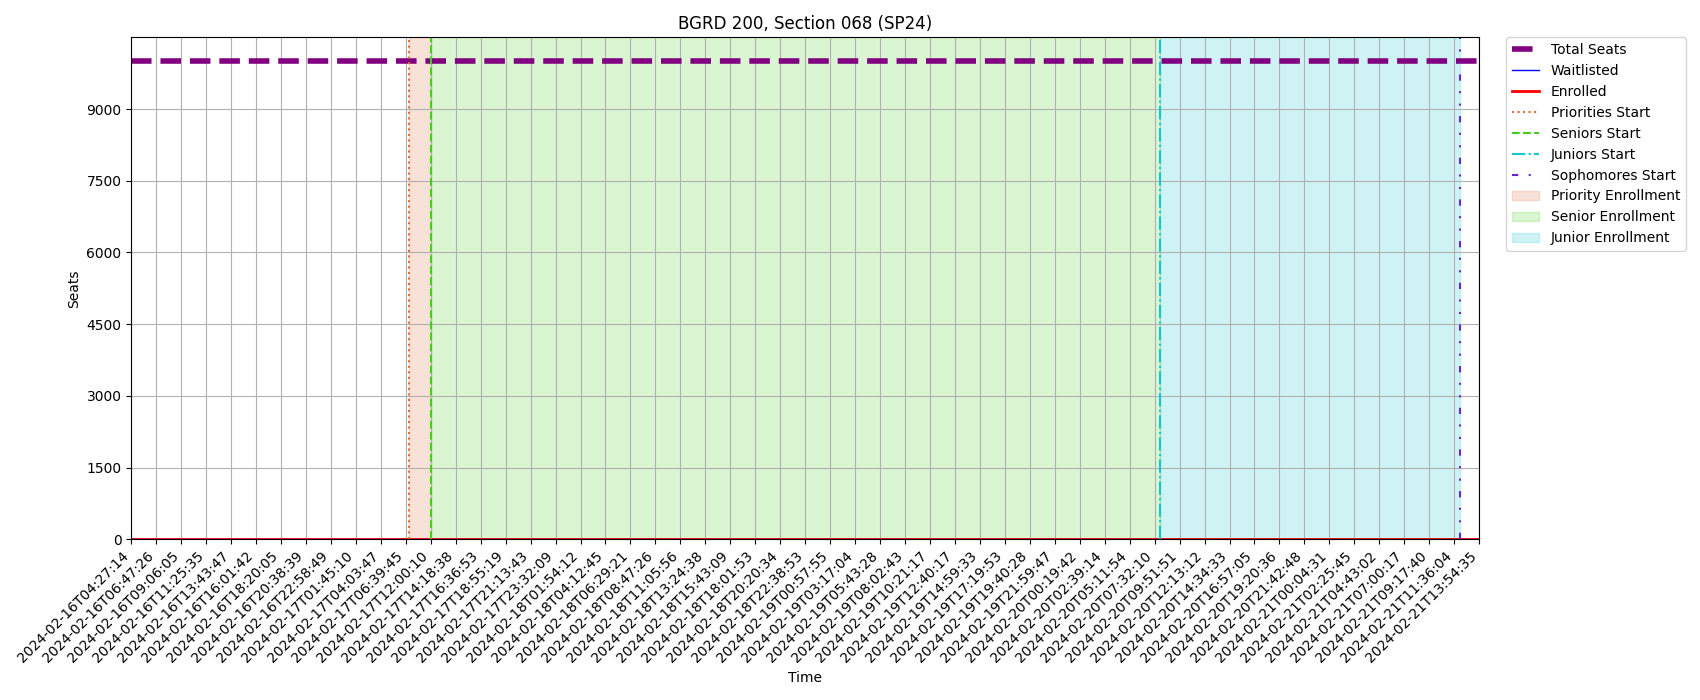 BGRD 200, Section 068 (SP24)
Total Seats
Waitlisted
Enrolled
Priorities Start
Seniors Start
Juniors Start
Sophomores Start
Priority Enrollment
Senior Enrollment
Junior Enrollment
Seats
9000
7500
6000
4500
3000
1500
0
2024-02-16T04:27:14
2024-02-16T06:47:26
2024-02-16T09:06:05
2024-02-16T11:25:35
2024-02-16T13:43:47
2024-02-16T16:01:42
2024-02-16T18:20:05
2024-02-16T20:38:39
2024-02-16T22:58:49
2024-02-17T01:45:10
2024-02-17T04:03:47
2024-02-17T06:39:45
2024-02-17T12:00:10
2024-02-17T14:18:38
2024-02-17T16:36:53
2024-02-17T18:55:19
2024-02-17T21:13:43
2024-02-17T23:32:09
2024-02-18T01:54:12
2024-02-18T04:12:45
2024-02-18T06:29:21
2024-02-18T08:47:26
2024-02-18T11:05:56
2024-02-18T13:24:38
2024-02-18T15:43:09
2024-02-18T18:01:53
2024-02-18T20:20:34
2024-02-18T22:38:53
2024-02-19T00:57:55
2024-02-19T03:17:04
2024-02-19T05:43:28
2024-02-19T08:02:43
2024-02-19T10:21:17
2024-02-19T12:40:17
2024-02-19T14:59:33
2024-02-19T17:19:53
2024-02-19T19:40:28
2024-02-19T21:59:47
2024-02-20T00:19:42
2024-02-20T02:39:14
2024-02-20T05:11:54
2024-02-20T07:32:10
2024-02-20T09:51:51
2024-02-20T12:13:12
2024-02-20T14:34:33
2024-02-20T16:57:05
2024-02-20T19:20:36
2024-02-20T21:42:48
2024-02-21T00:04:31
2024-02-21T02:25:45
2024-02-21T04:43:02
2024-02-21T07:00:17
2024-02-21T09:17:40
2024-02-21T11:36:04
2024-02-21T13:54:35
Time